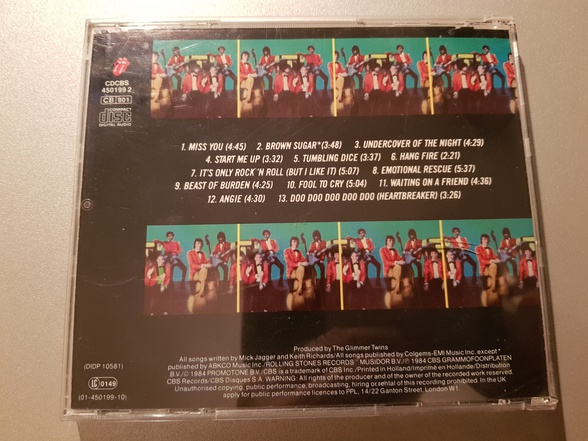 CDCBS
450199 2
CB 801
COMPACT
disc
DIGITAL AUDIO
1. MISS YOU (4:45) 2. BROWN SUGAR*(3:48) 3. UNDERCOVER OF THE NIGHT (4:29)
4. START ME UP (3:32) 5. TUMBLING DICE (3:37) 6. HANG FIRE (2:21)
7. IT'S ONLY ROCK 'N ROLL (BUT I LIKE IT) (5:07) 8. EMOTIONAL RESCUE (5:37)
9. BEAST OF BURDEN (4:25) 10. FOOL TO CRY (5:04) 11. WAITING ON A FRIEND (4:36)
12. ANGIE (4:30) 13. DOO DOO DOO DOO DOO (HEARTBREAKER) (3:26)
Produced by The Glimmer Twins
All songs written by Mick Jagger and Keith Richards/All songs published by Colgems-EMI Music Inc. except*
published by ABKCO Music Inc./ROLLING STONES RECORDS MUSIDOR B.V./℗ 1984 CBS GRAMMOFOONPLATEN
B.V./© 1984 PROMOTONE B.V./CBS is a trademark of CBS Inc./Printed in Holland/Imprimé en Hollande/Distribution
CBS Records/CBS Disques S.A. WARNING: All rights of the producer and of the owner of the recorded work reserved.
Unauthorised copying, public performance, broadcasting, hiring or rental of this recording prohibited. In the UK
apply for public performance licences to PPL, 14/22 Ganton Street, London W1.
(DIDP 10581)
LC 0149
(01-450199-10)